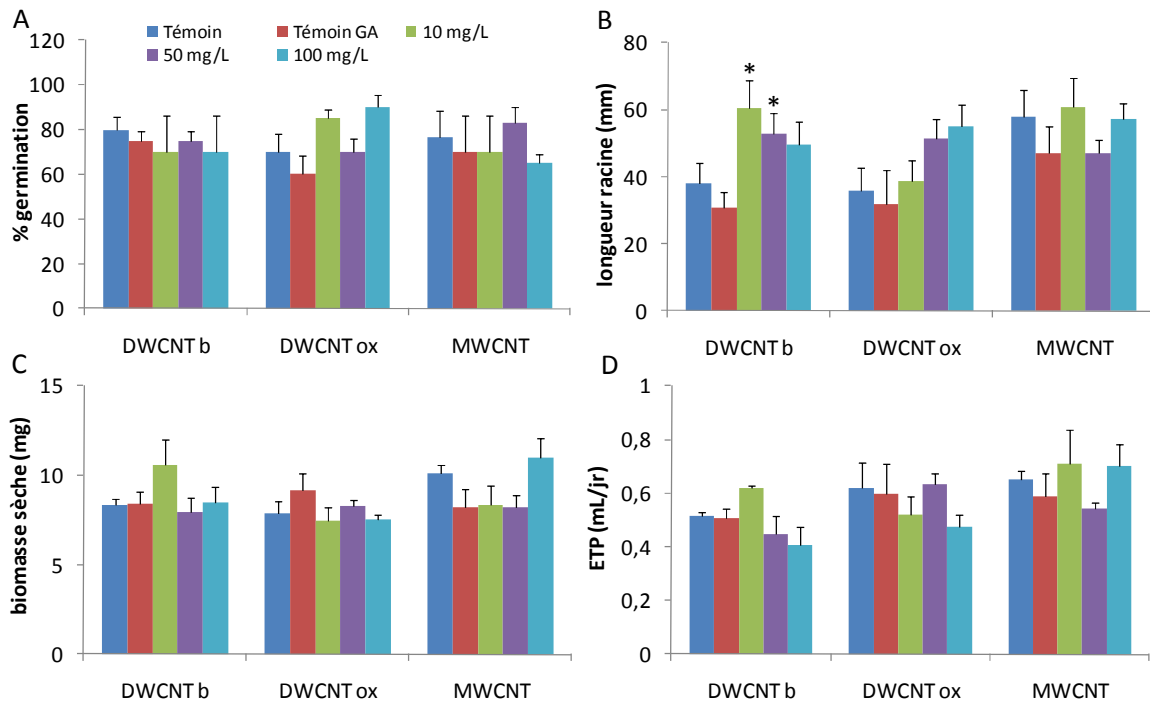 A
Témoin
Témoin GA
10 mg/L
50 mg/L
100 mg/L
% germination
120
100
80
60
40
20
0
DWCNT b
DWCNT ox
MWCNT
B
longueur racine (mm)
80
60
40
20
0
*
*
DWCNT b
DWCNT ox
MWCNT
C
biomasse sèche (mg)
15
10
5
0
DWCNT b
DWCNT ox
MWCNT
D
ETP (mL/jr)
1
0,8
0,6
0,4
0,2
0
DWCNT b
DWCNT ox
MWCNT